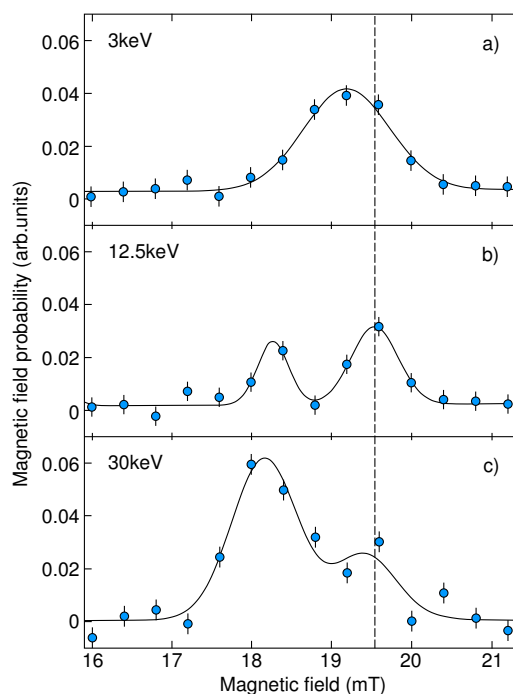 3keV
a)
0.06
0.04
0.02
0
12.5keV
b)
0.06
0.04
0.02
0
30keV
c)
0.06
0.04
0.02
0
16 17 18 19 20 21
Magnetic field (mT)
Magnetic field probability (arb.units)